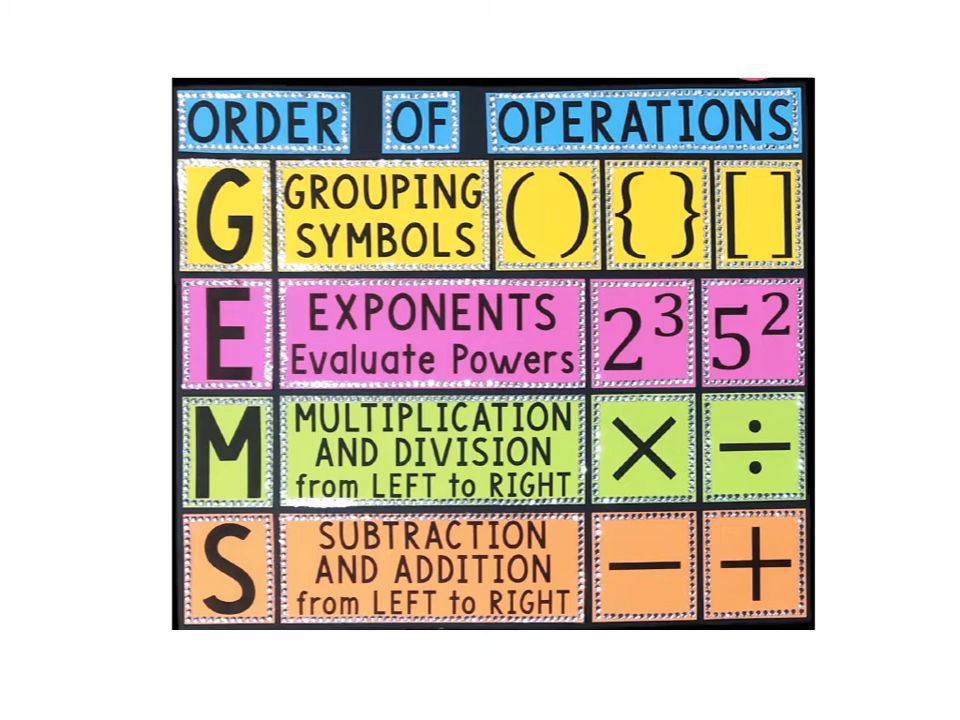 ORDER OF OPERATIONS
G GROUPING SYMBOLS ( ) { } [ ]
E EXPONENTS Evaluate Powers 2³ 5²
M MULTIPLICATION AND DIVISION from LEFT to RIGHT × ÷
S SUBTRACTION AND ADDITION from LEFT to RIGHT − +